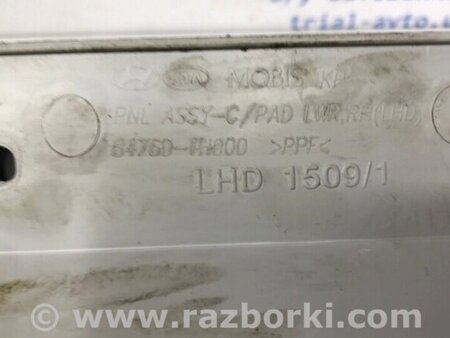 trial-avto.
MOBIS
PNL ASSY-C/PAD LWR,RH(LHD)
>PPF<
LHD 1509/1
© www.razborki.com/